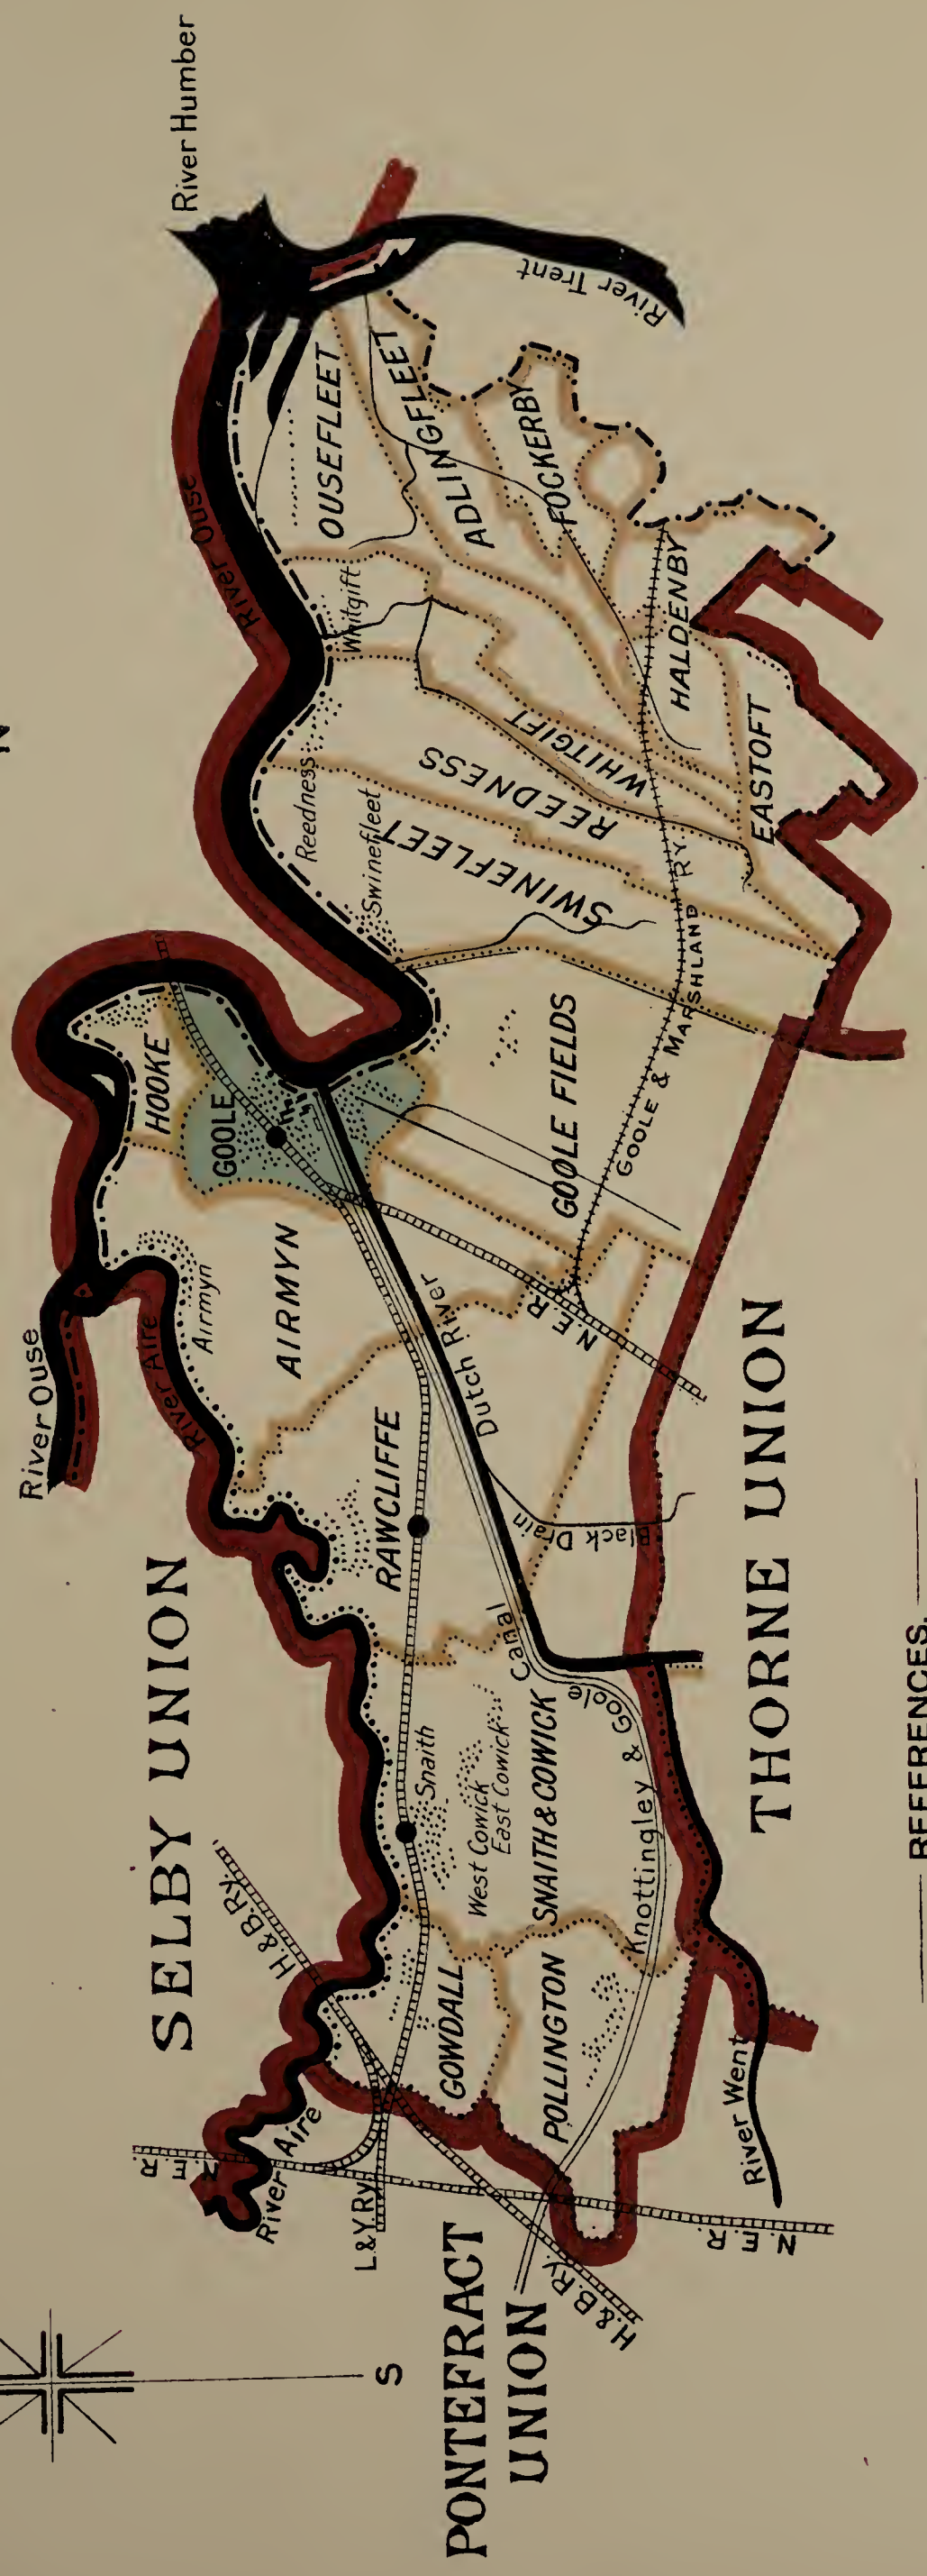 N
River Humber
River Ouse
SELBY UNION
River Ouse
River Aire
Airmyn
HOOKE
GOOLE
AIRMYN
RAWCLIFFE
Reedness
Swinefleet
Whitgift
OUSEFLEET
ADLINGFLEET
FOCKERBY
River Trent
HALDENBY
WHITGIFT
REEDNESS
SWINEFLEET
EASTOFT
GOOLE FIELDS
GOOLE & MARSHLAND RY
N.E.R
Dutch River
Black Drain
Snaith
West Cowick
East Cowick
SNAITH & COWICK
Knottingley & Goole Canal
H.&B.Ry.
GOWDALL
POLLINGTON
N.E.R.
River Aire
L.&Y.Ry.
S
PONTEFRACT
UNION
H.&B.Ry.
N.E.R.
River Went
THORNE UNION
REFERENCES.